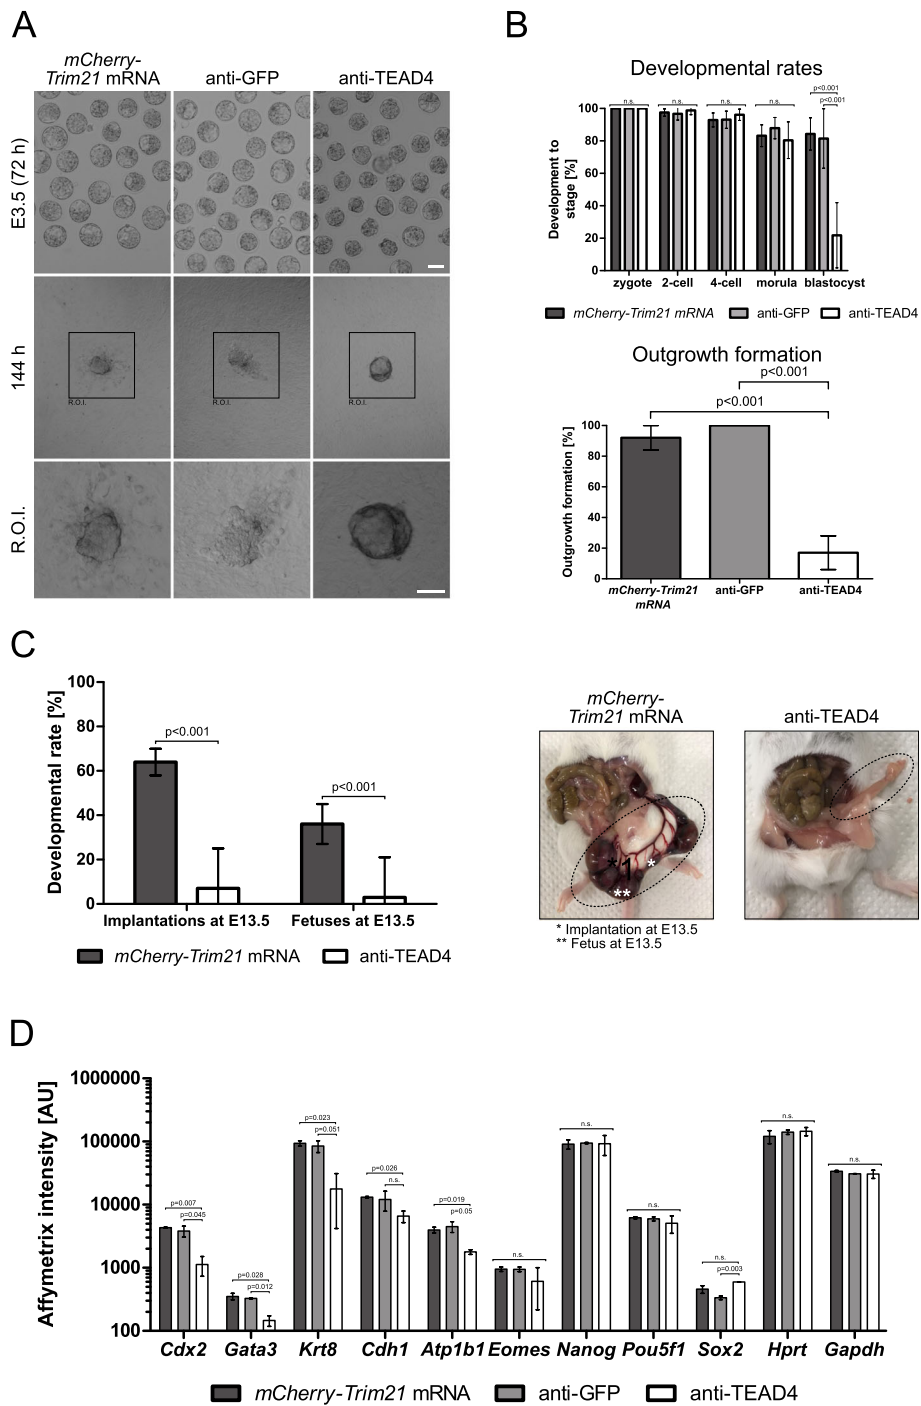 A
mCherry-
Trim21 mRNA
anti-GFP
anti-TEAD4
E3.5 (72 h)
144 h
R.O.I.
R.O.I.
R.O.I.
R.O.I.
B
Developmental rates
p<0.001
n.s.
n.s.
n.s.
n.s.
p<0.001
Development to
stage [%]
100
80
60
40
20
0
zygote
2-cell
4-cell
morula
blastocyst
mCherry-Trim21 mRNA
anti-GFP
anti-TEAD4
Outgrowth formation
p<0.001
p<0.001
Outgrowth formation [%]
100
80
60
40
20
0
mCherry-Trim21
mRNA
anti-GFP
anti-TEAD4
C
Developmental rate [%]
100
80
60
40
20
0
p<0.001
p<0.001
Implantations at E13.5
Fetuses at E13.5
mCherry-Trim21 mRNA
anti-TEAD4
mCherry-
Trim21 mRNA
anti-TEAD4
*1
*
**
* Implantation at E13.5
** Fetus at E13.5
D
Affymetrix intensity [AU]
1000000
100000
10000
1000
100
p=0.007
p=0.045
p=0.028
p=0.012
p=0.023
p=0.051
p=0.026
n.s.
p=0.019
p=0.05
n.s.
n.s.
n.s.
n.s.
p=0.003
n.s.
n.s.
Cdx2
Gata3
Krt8
Cdh1
Atp1b1
Eomes
Nanog
Pou5f1
Sox2
Hprt
Gapdh
mCherry-Trim21 mRNA
anti-GFP
anti-TEAD4